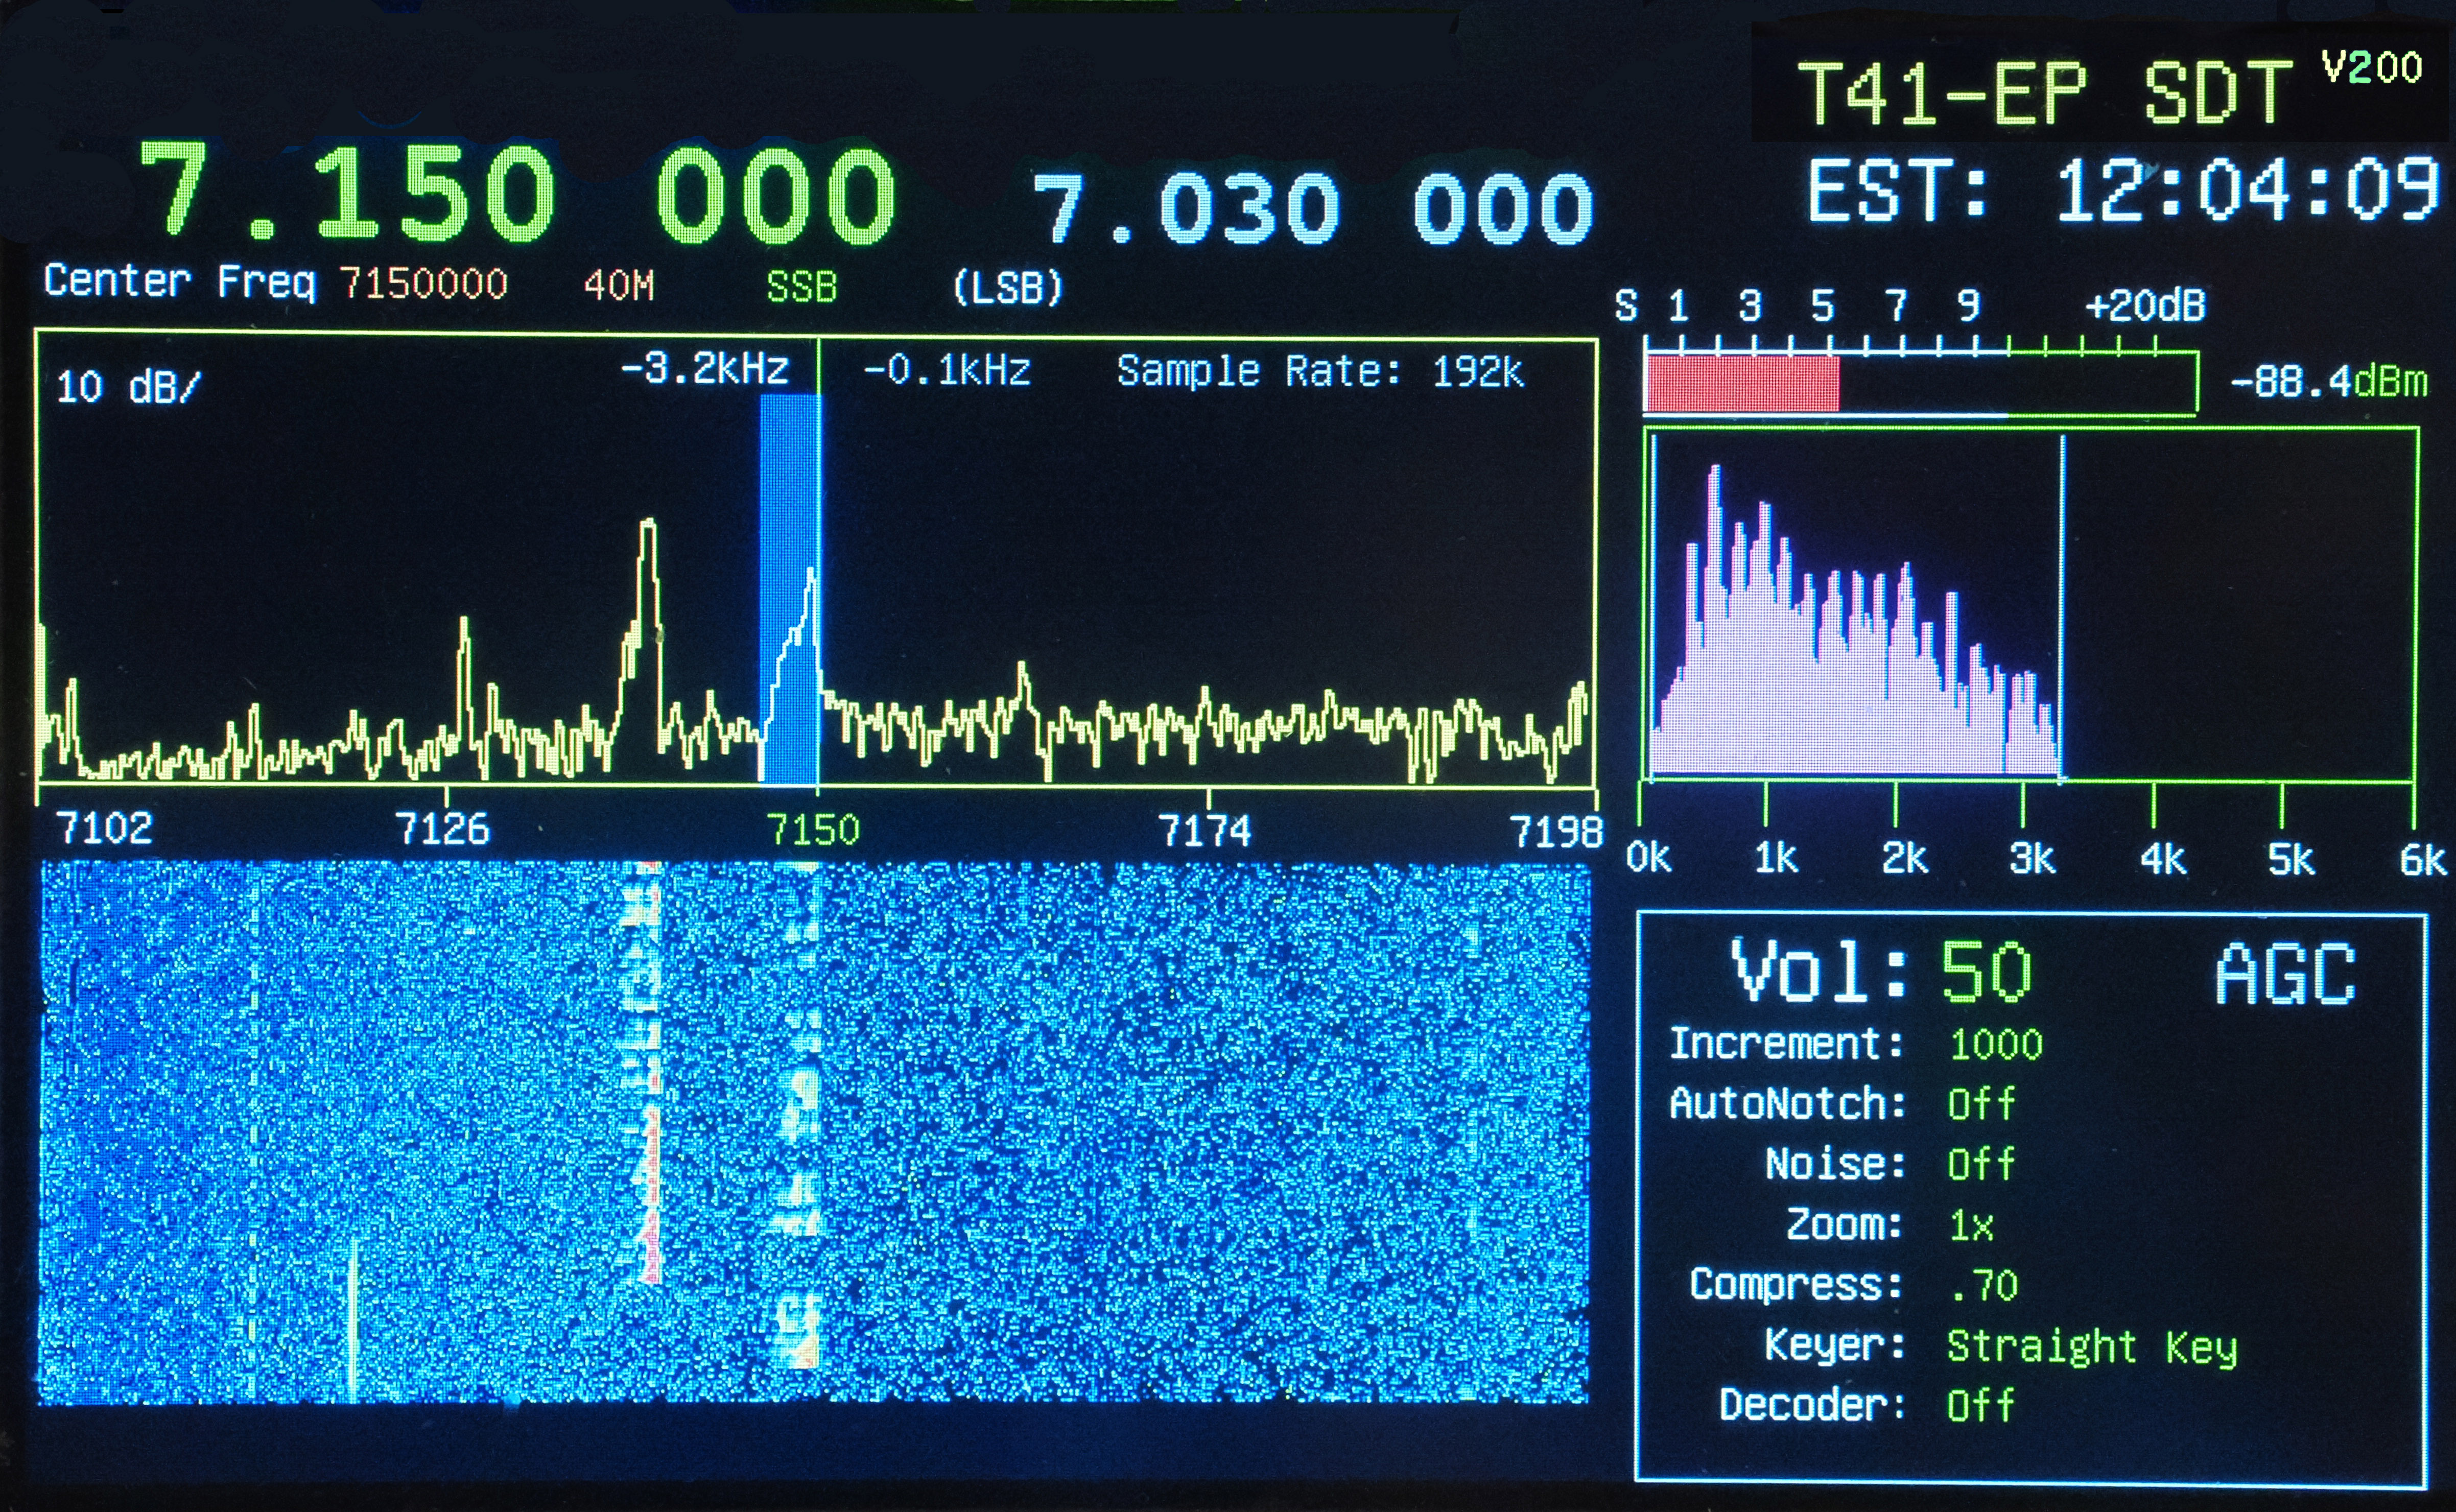 T41-EP SDT V200
7.150 000 7.030 000 EST: 12:04:09
Center Freq 7150000 40M SSB (LSB)
S 1 3 5 7 9 +20dB
10 dB/ -3.2kHz -0.1kHz Sample Rate: 192k -88.4dBm
7102 7126 7150 7174 7198
0k 1k 2k 3k 4k 5k 6k
Vol: 50 AGC
Increment: 1000
AutoNotch: Off
Noise: Off
Zoom: 1x
Compress: .70
Keyer: Straight Key
Decoder: Off